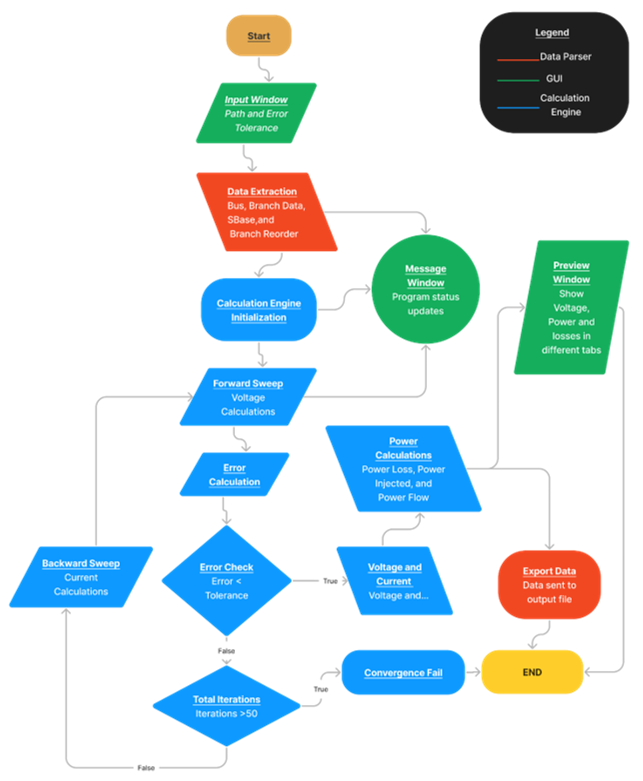 Start
Legend
Data Parser
GUI
Calculation
Engine
Input Window
Path and Error
Tolerance
Data Extraction
Bus, Branch Data,
SBase,and
Branch Reorder
Message
Window
Program status
updates
Preview
Window
Show
Voltage,
Power and
losses in
different tabs
Calculation Engine
Initialization
Forward Sweep
Voltage
Calculations
Power
Calculations
Power Loss, Power
Injected, and
Power Flow
Error
Calculation
Backward Sweep
Current
Calculations
Error Check
Error <
Tolerance
True
Voltage and
Current
Voltage and...
Export Data
Data sent to
output file
False
Total Iterations
Iterations >50
True
Convergence Fail
END
False